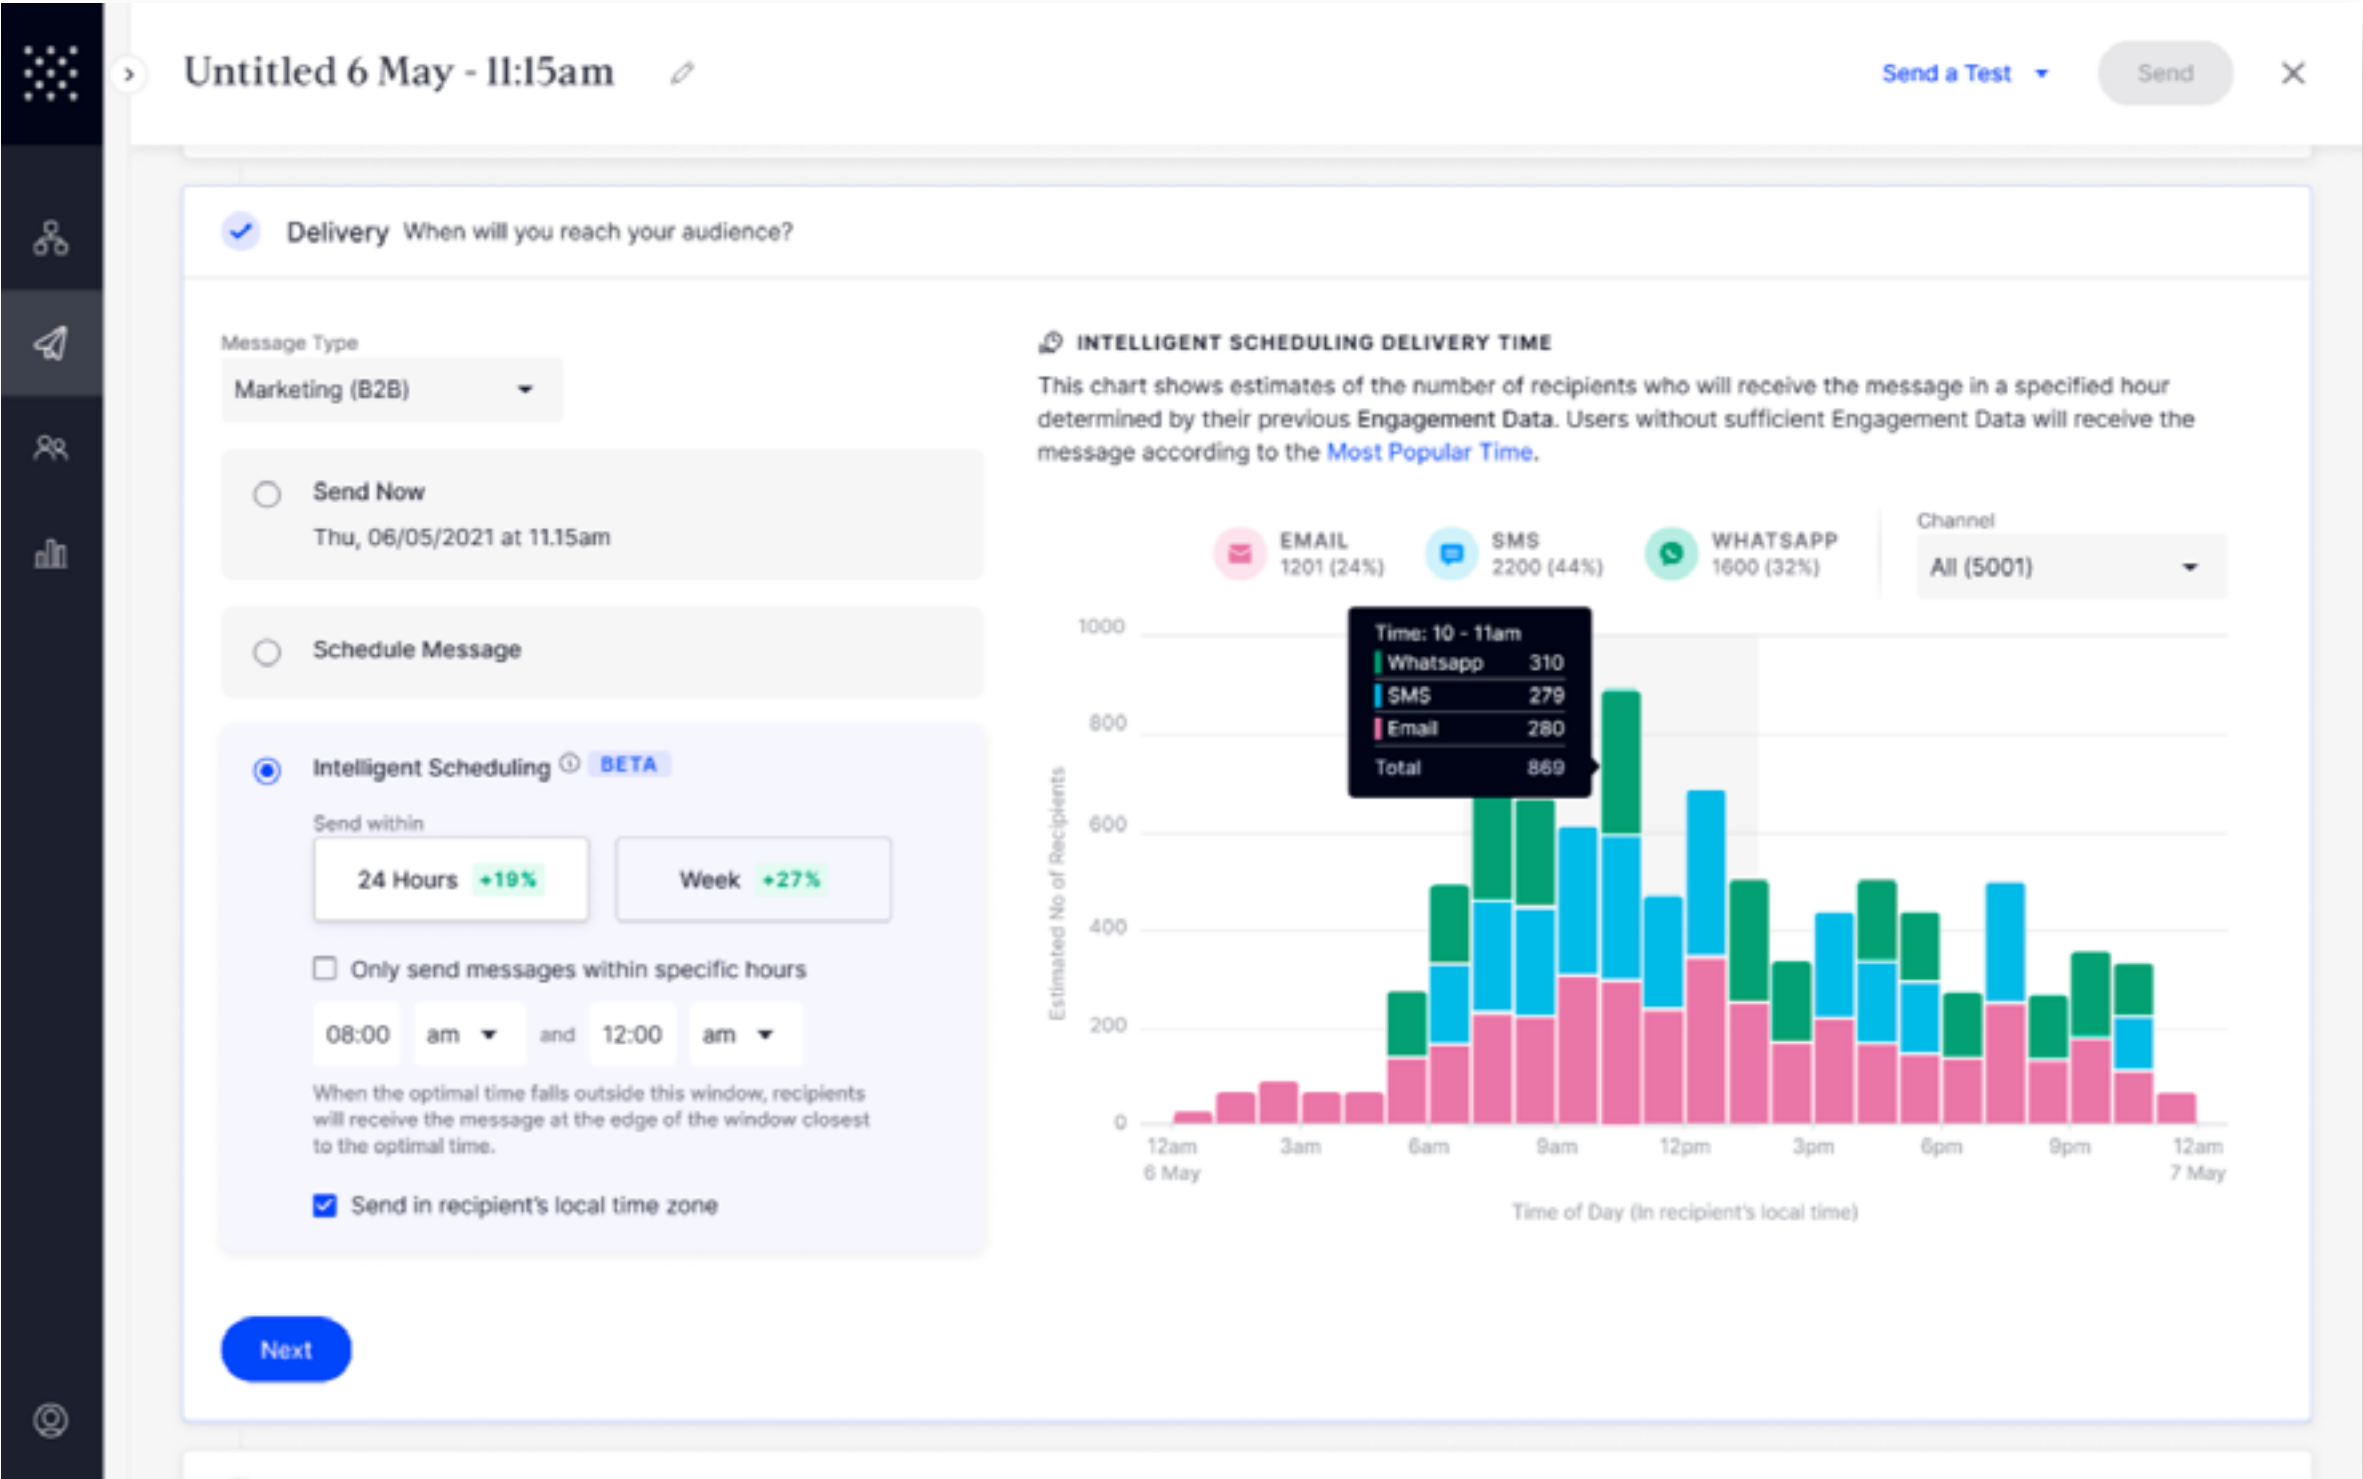 Untitled 6 May - 11:15am
Send a Test
Send
Delivery When will you reach your audience?
Message Type
Marketing (B2B)
Send Now
Thu, 06/05/2021 at 11.15am
Schedule Message
Intelligent Scheduling BETA
Send within
24 Hours +19%
Week +27%
Only send messages within specific hours
08:00 am and 12:00 am
When the optimal time falls outside this window, recipients
will receive the message at the edge of the window closest
to the optimal time.
Send in recipient's local time zone
Next
INTELLIGENT SCHEDULING DELIVERY TIME
This chart shows estimates of the number of recipients who will receive the message in a specified hour
determined by their previous Engagement Data. Users without sufficient Engagement Data will receive the
message according to the Most Popular Time.
EMAIL
1201 (24%)
SMS
2200 (44%)
WHATSAPP
1600 (32%)
Channel
All (5001)
Time: 10 - 11am
Whatsapp 310
SMS 279
Email 280
Total 869
Estimated No of Recipients
1000
800
600
400
200
0
12am 3am 6am 9am 12pm 3pm 6pm 9pm 12am
6 May 7 May
Time of Day (In recipient's local time)